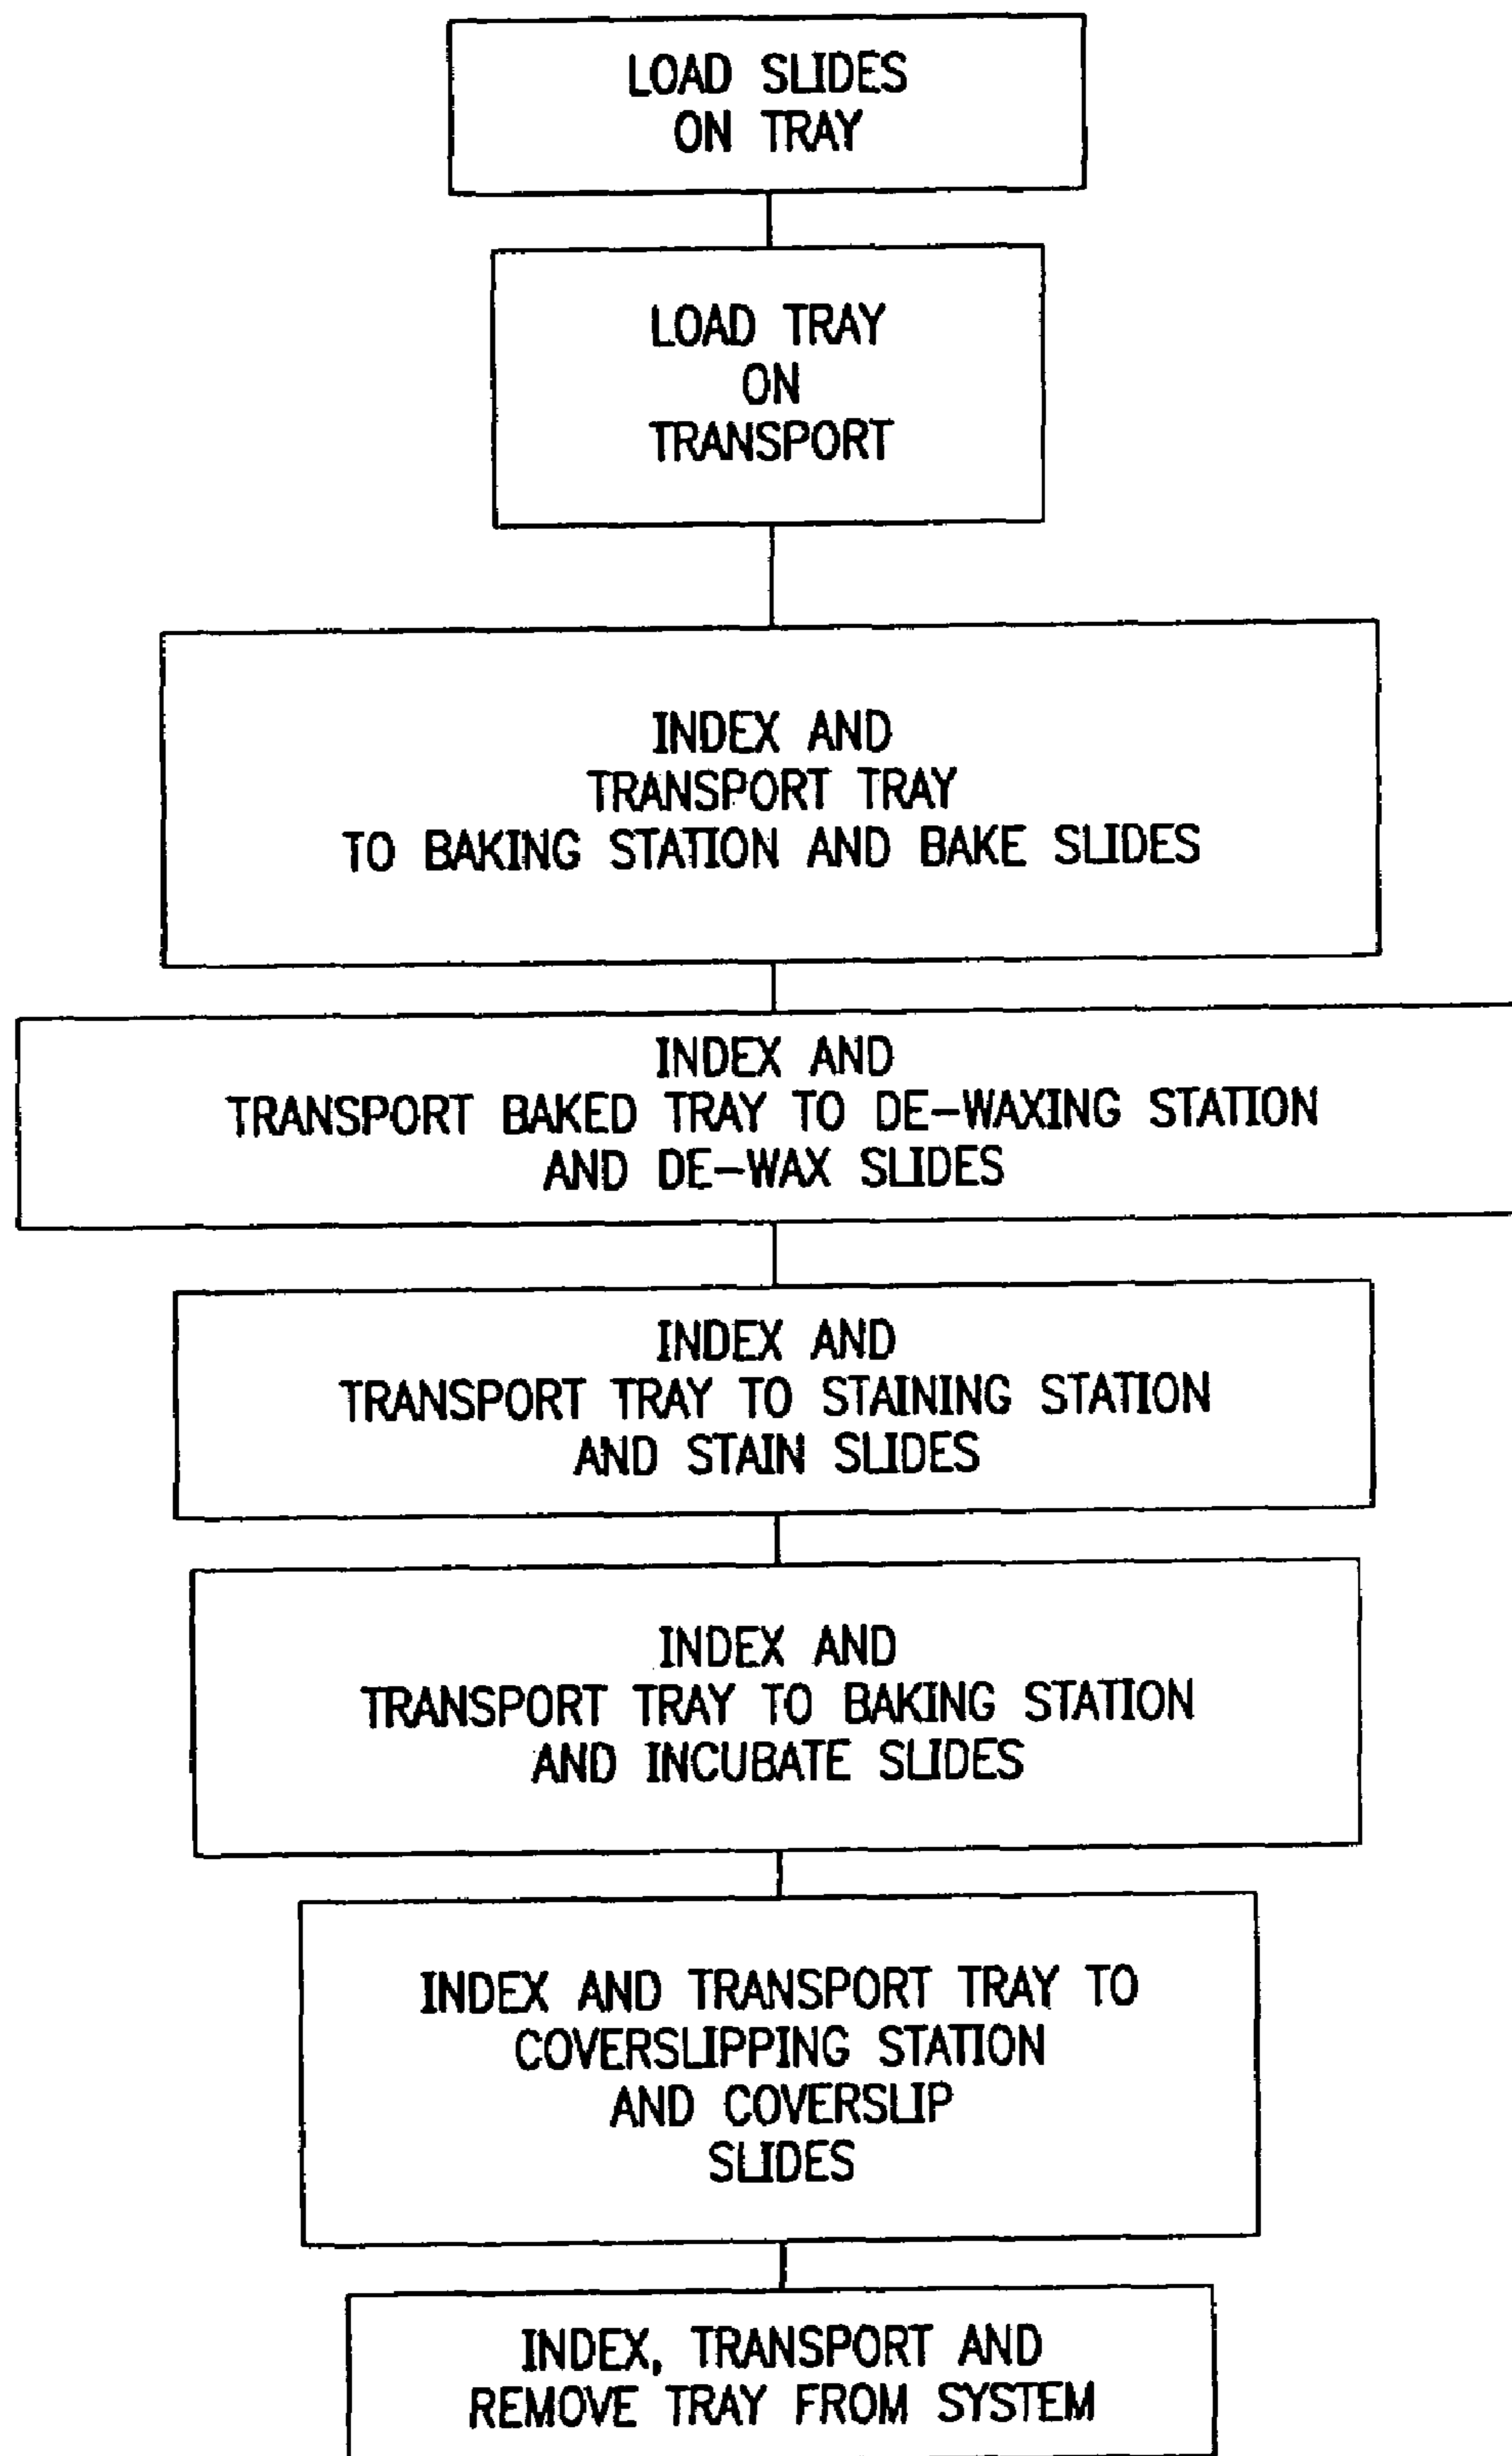 LOAD SLIDES
ON TRAY
LOAD TRAY
ON
TRANSPORT
INDEX AND
TRANSPORT TRAY
TO BAKING STATION AND BAKE SLIDES
INDEX AND
TRANSPORT BAKED TRAY TO DE-WAXING STATION
AND DE-WAX SLIDES
INDEX AND
TRANSPORT TRAY TO STAINING STATION
AND STAIN SLIDES
INDEX AND
TRANSPORT TRAY TO BAKING STATION
AND INCUBATE SLIDES
INDEX AND TRANSPORT TRAY TO
COVERSLIPPING STATION
AND COVERSLIP
SLIDES
INDEX, TRANSPORT AND
REMOVE TRAY FROM SYSTEM